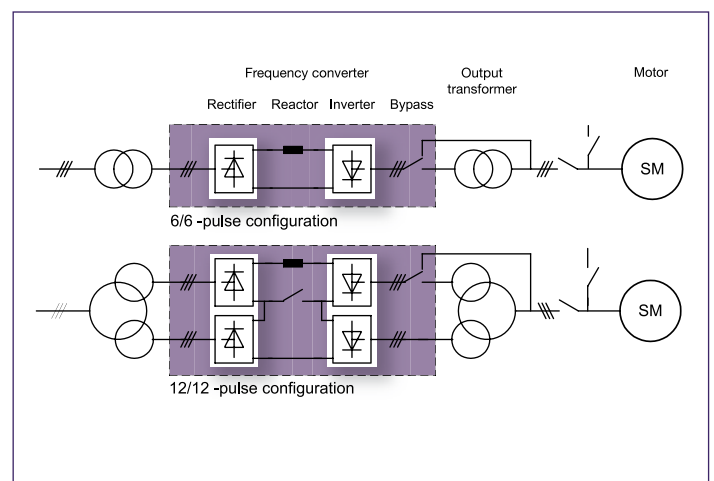 Frequency converter
Output
transformer
Motor
Rectifier
Reactor
Inverter
Bypass
SM
6/6 -pulse configuration
SM
12/12 -pulse configuration